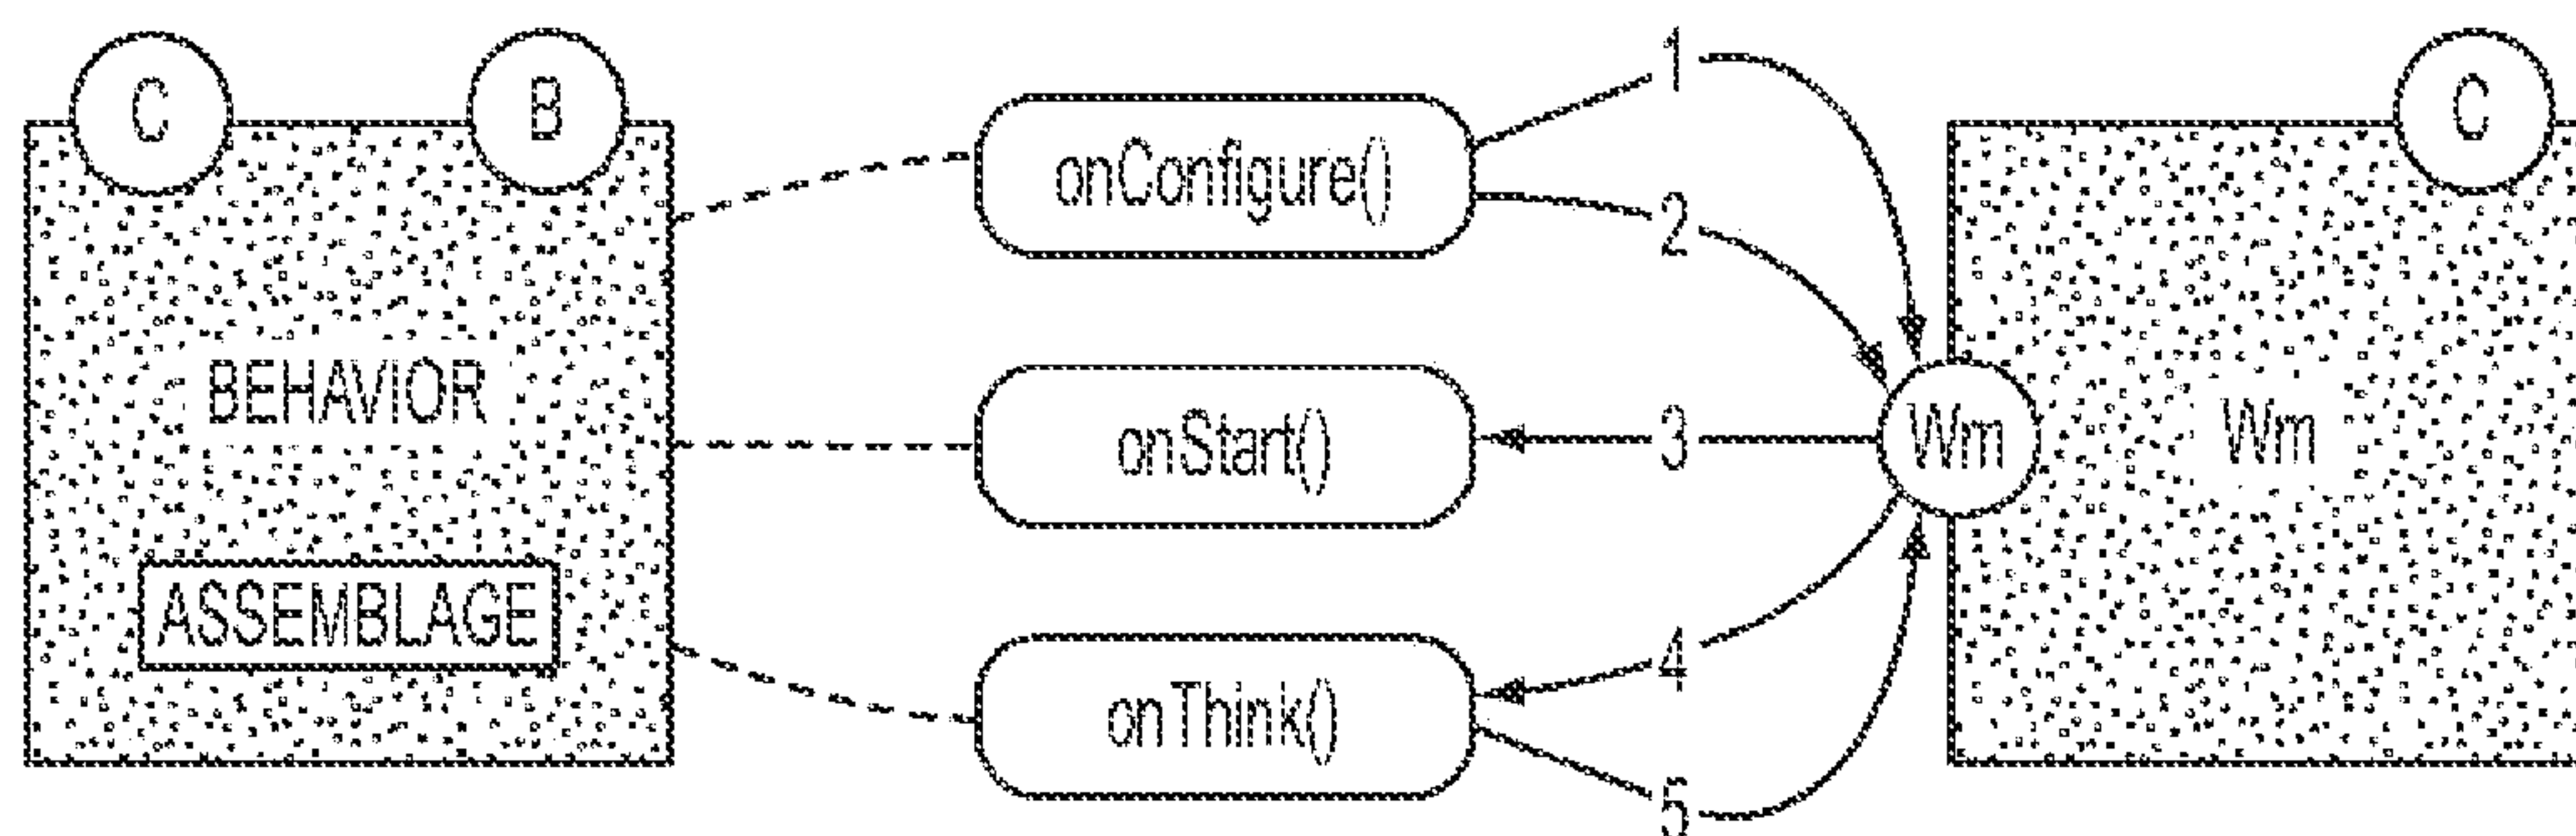 C
B
BEHAVIOR
ASSEMBLAGE
onConfigure()
onStart()
onThink()
1
2
3
4
5
Wm
C
Wm